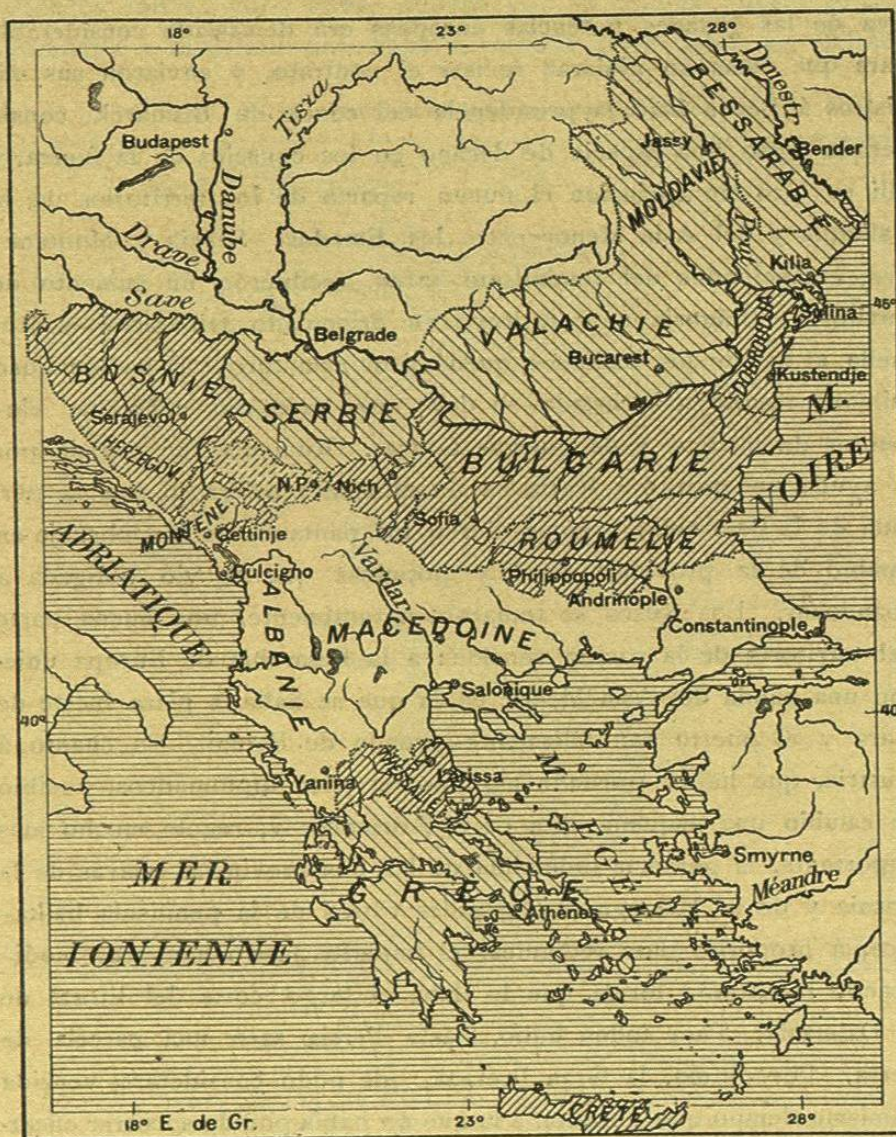 18°
23°
28°
Dniestr
BESSARABIE
Tisza
Budapest
Jassy
Bender
MOLDAVIE
Danube
Drave
Prut
Kilia
Save
45°
Sulina
VALACHIE
Belgrade
DOBROUDJA
Bucarest
Kustendje
BOSNIE
M. NOIRE
SERBIE
Serajevo
BULGARIE
HERZEGOV.
N.P.
Nich
MONTENE
Sofia
Cettinje
ROUMELIE
ADRIATIQUE
Dulcigno
Philippopoli
Vardar
Andrinople
ALBANIE
MACEDOINE
Constantinople
Salonique
40°
40
M. EGEE
Yanina
THESSALIE
Larissa
Smyrne
MER IONIENNE
GRECE
Méandre
Athènes
CRETE
18° E. de Gr.
23°
28°